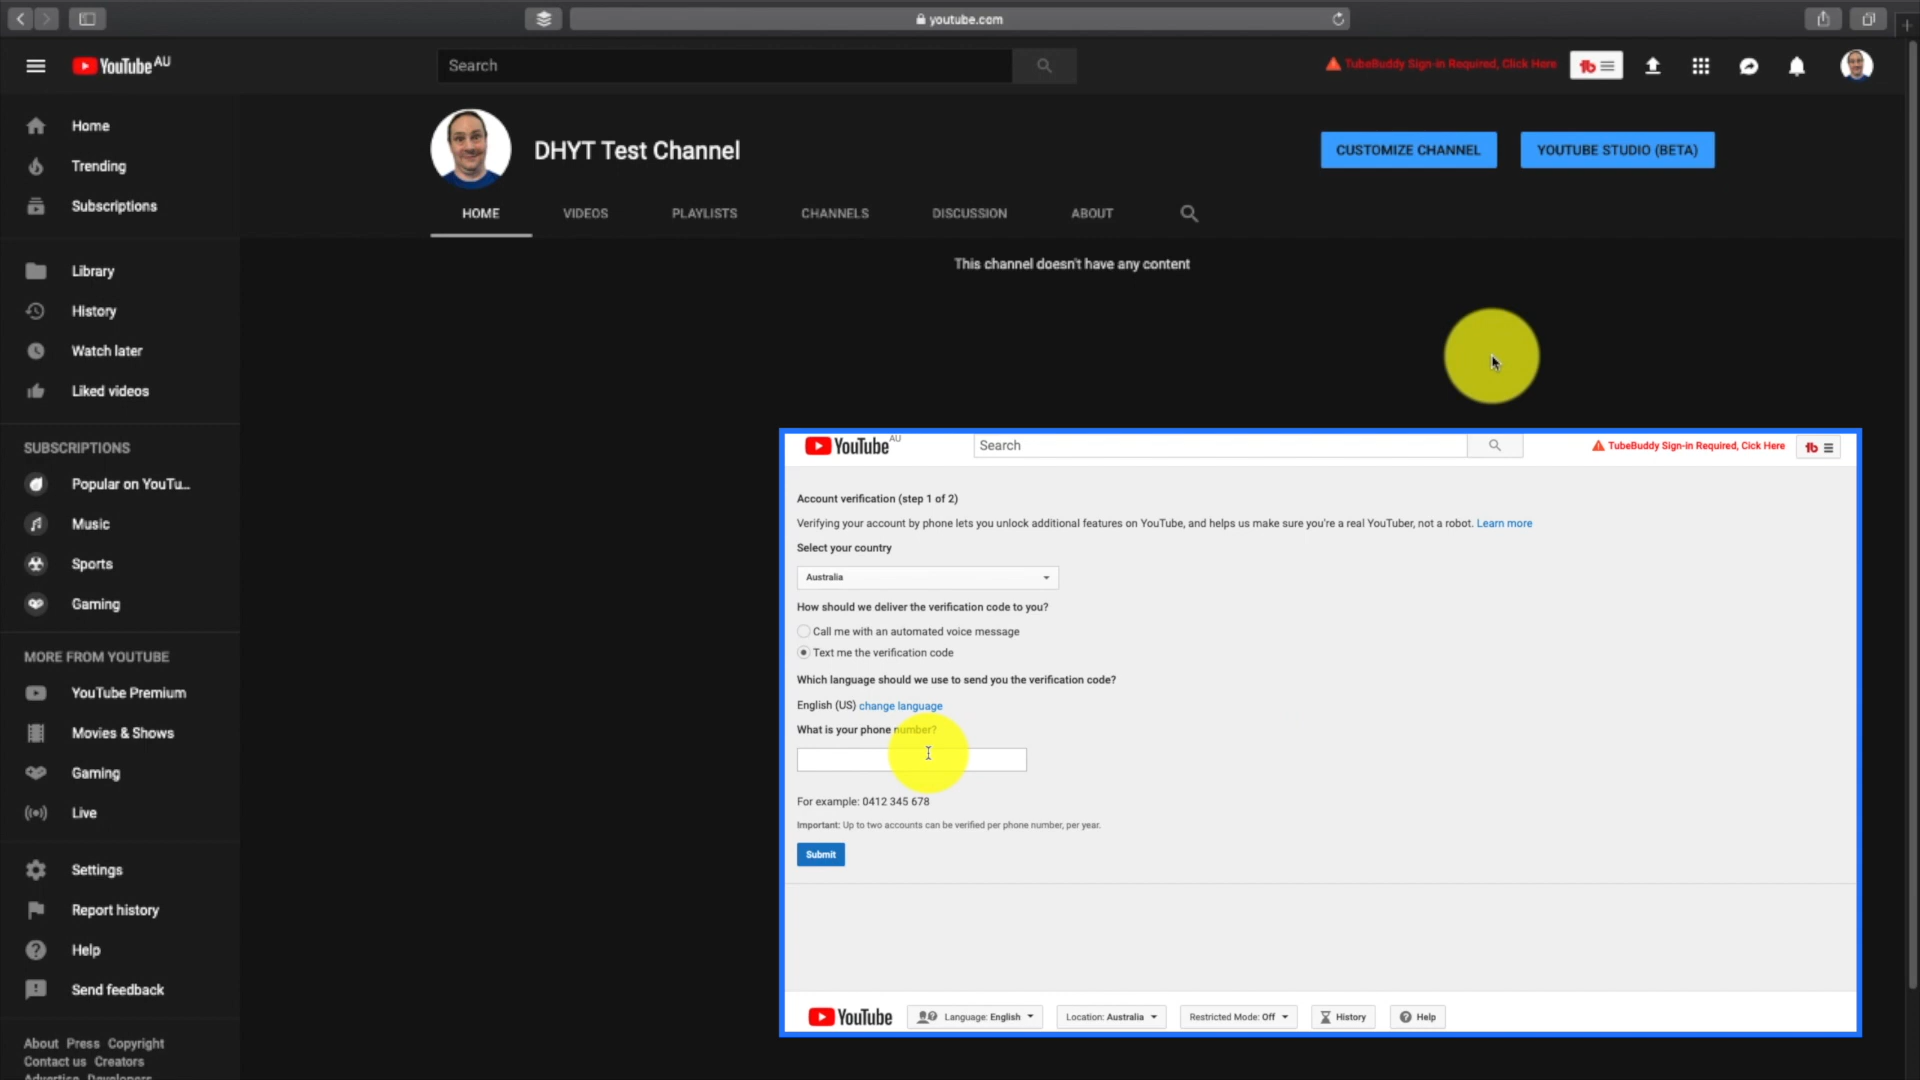 youtube.com
YouTube AU
Search
TubeBuddy Sign-in Required, Click Here
tb
Home
Trending
Subscriptions
Library
History
Watch later
Liked videos
SUBSCRIPTIONS
Popular on YouTu...
Music
Sports
Gaming
MORE FROM YOUTUBE
YouTube Premium
Movies & Shows
Gaming
Live
Settings
Report history
Help
Send feedback
About Press Copyright
Contact us Creators
Advertise Developers
DHYT Test Channel
CUSTOMIZE CHANNEL
YOUTUBE STUDIO (BETA)
HOME VIDEOS PLAYLISTS CHANNELS DISCUSSION ABOUT
This channel doesn't have any content
YouTube AU
Search
TubeBuddy Sign-in Required, Cick Here
tb
Account verification (step 1 of 2)
Verifying your account by phone lets you unlock additional features on YouTube, and helps us make sure you're a real YouTuber, not a robot. Learn more
Select your country
Australia
How should we deliver the verification code to you?
Call me with an automated voice message
Text me the verification code
Which language should we use to send you the verification code?
English (US) change language
What is your phone number?
For example: 0412 345 678
Important: Up to two accounts can be verified per phone number, per year.
Submit
YouTube
Language: English
Location: Australia
Restricted Mode: Off
History
Help